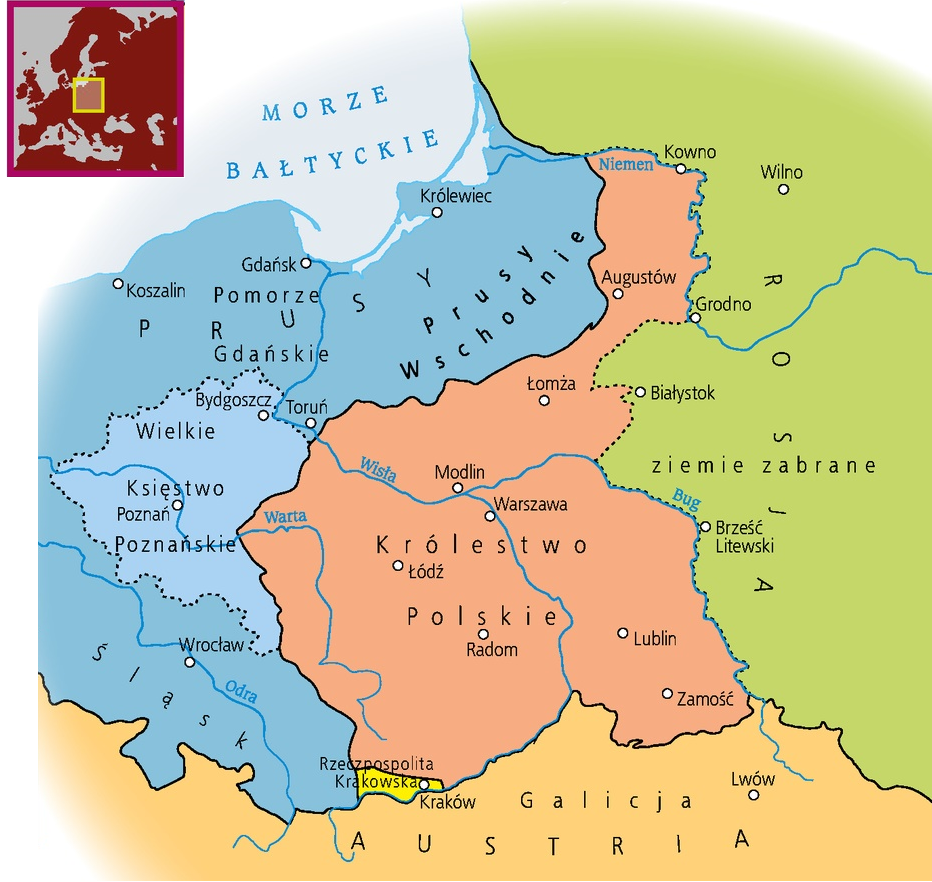 MORZE
BAŁTYCKIE
Niemen
Kowno
Wilno
Królewiec
Gdańsk
Koszalin
Pomorze
Gdańskie
PRUSY
Prusy
Wschodnie
Augustów
Grodno
ROSJA
Łomża
Białystok
Bydgoszcz
Toruń
Wielkie
Księstwo
Poznań
Poznańskie
Wisła
Modlin
Warszawa
ziemie zabrane
Bug
Brześć
Litewski
Warta
Królestwo
Łódź
Polskie
Radom
Lublin
Zamość
Wrocław
Odra
Śląsk
Rzeczpospolita
Krakowska
Kraków
Galicja
Lwów
AUSTRIA